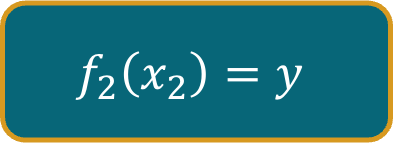 f₂(x₂) = y